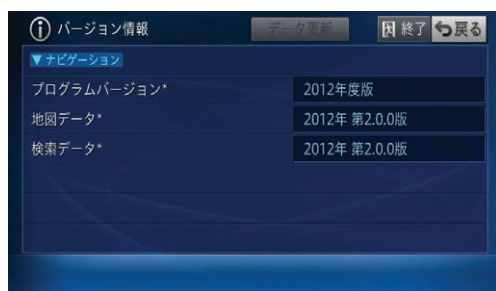 バージョン情報 データ更新 終了 戻る
▼ナビゲーション
プログラムバージョン* 2012年度版
地図データ* 2012年 第2.0.0版
検索データ* 2012年 第2.0.0版